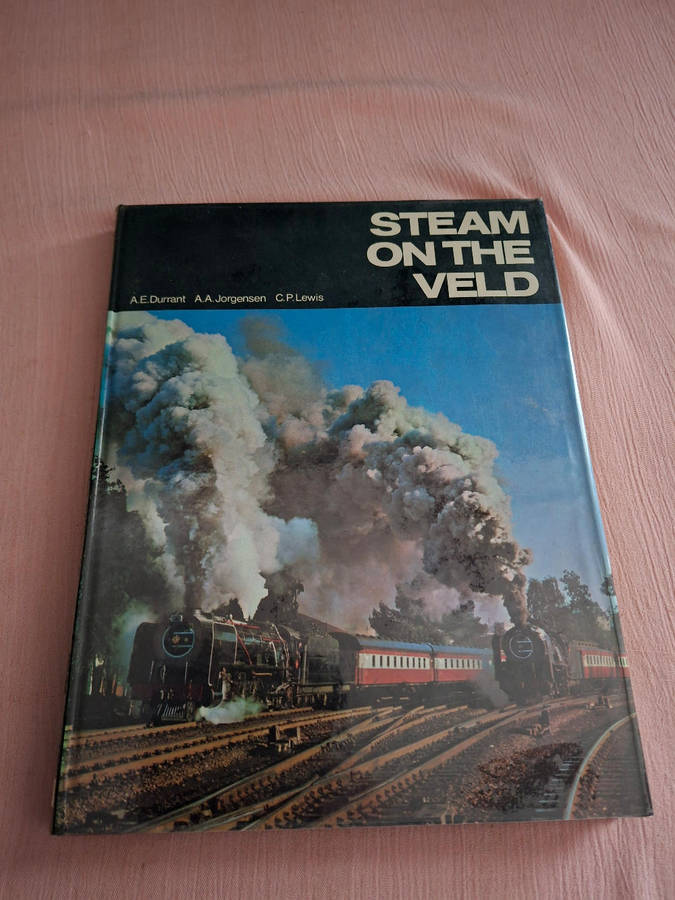 STEAM
ON THE
VELD
A.E.Durrant A.A.Jorgensen C.P.Lewis